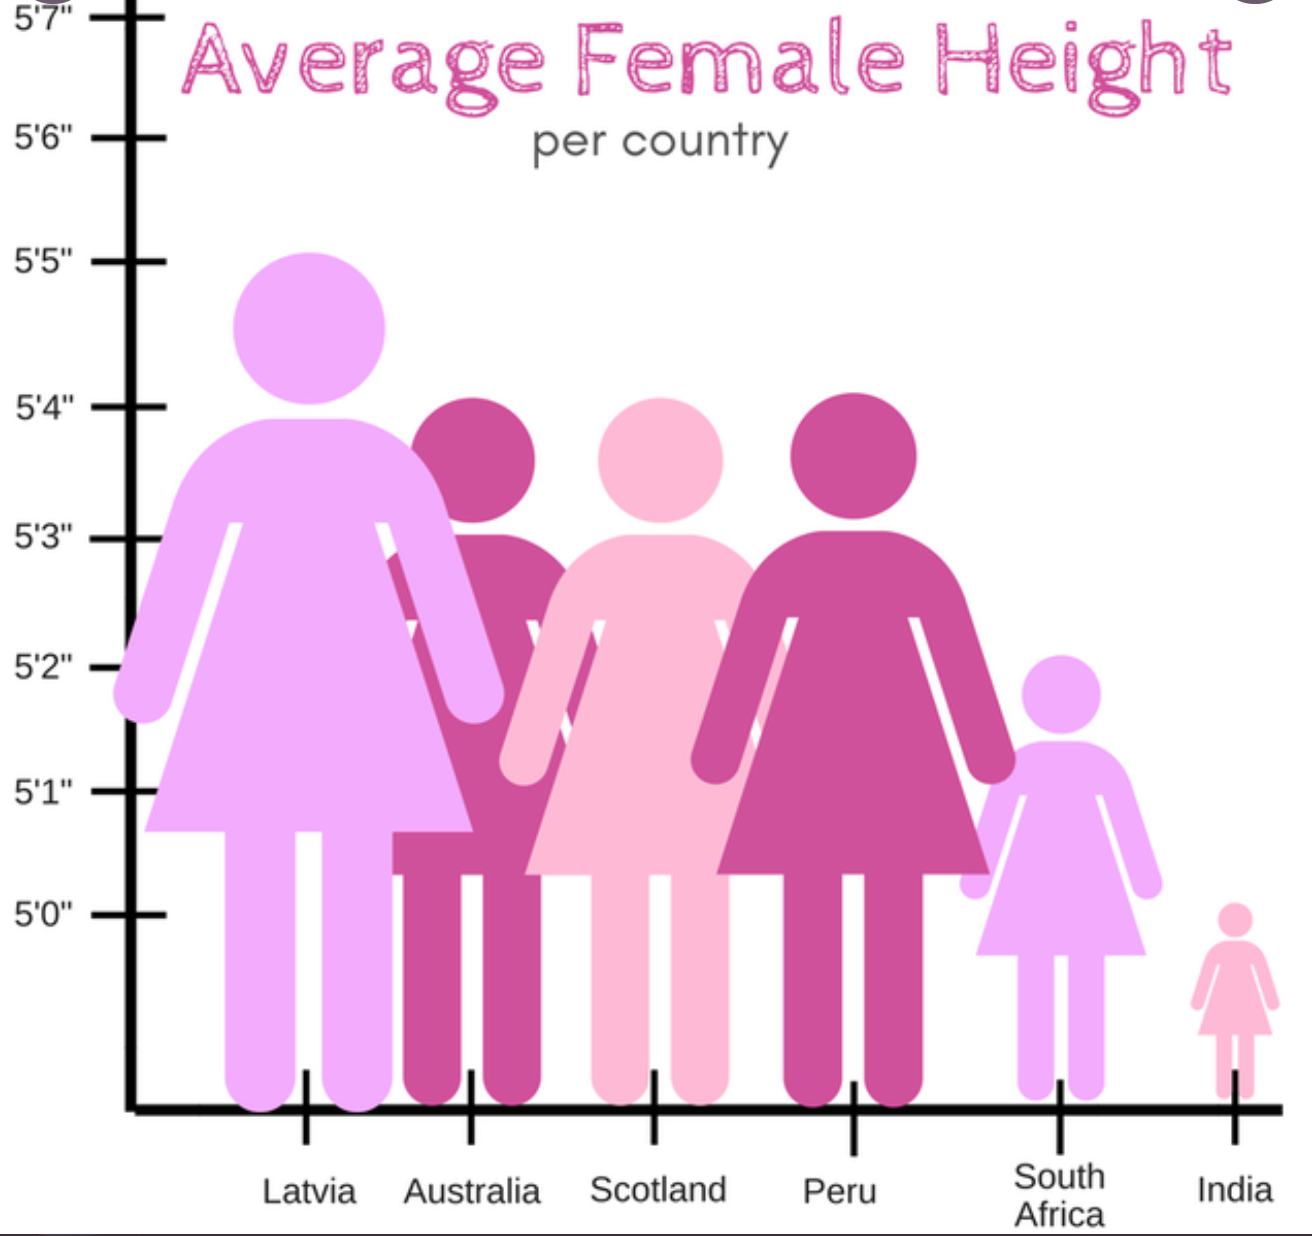 5'7"
Average Female Height
5'6"
per country
5'5"
5'4"
5'3"
5'2"
5'1"
5'0"
Latvia
Australia
Scotland
Peru
South
Africa
India